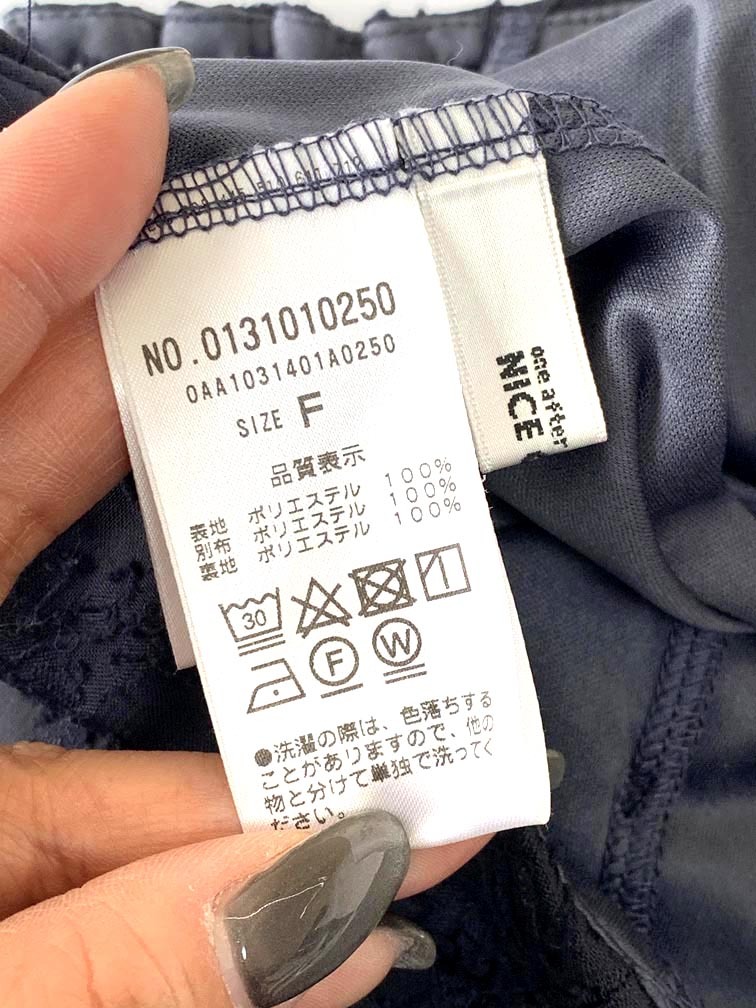 NO.0131010250
0AA1031401A0250
SIZE F
品質表示
表地 ポリエステル 100%
別布 ポリエステル 100%
裏地 ポリエステル 100%
30
F W
●洗濯の際は、色落ちする
ことがありますので、他の
物と分けて単独で洗ってく
ださい。
one after
NICE